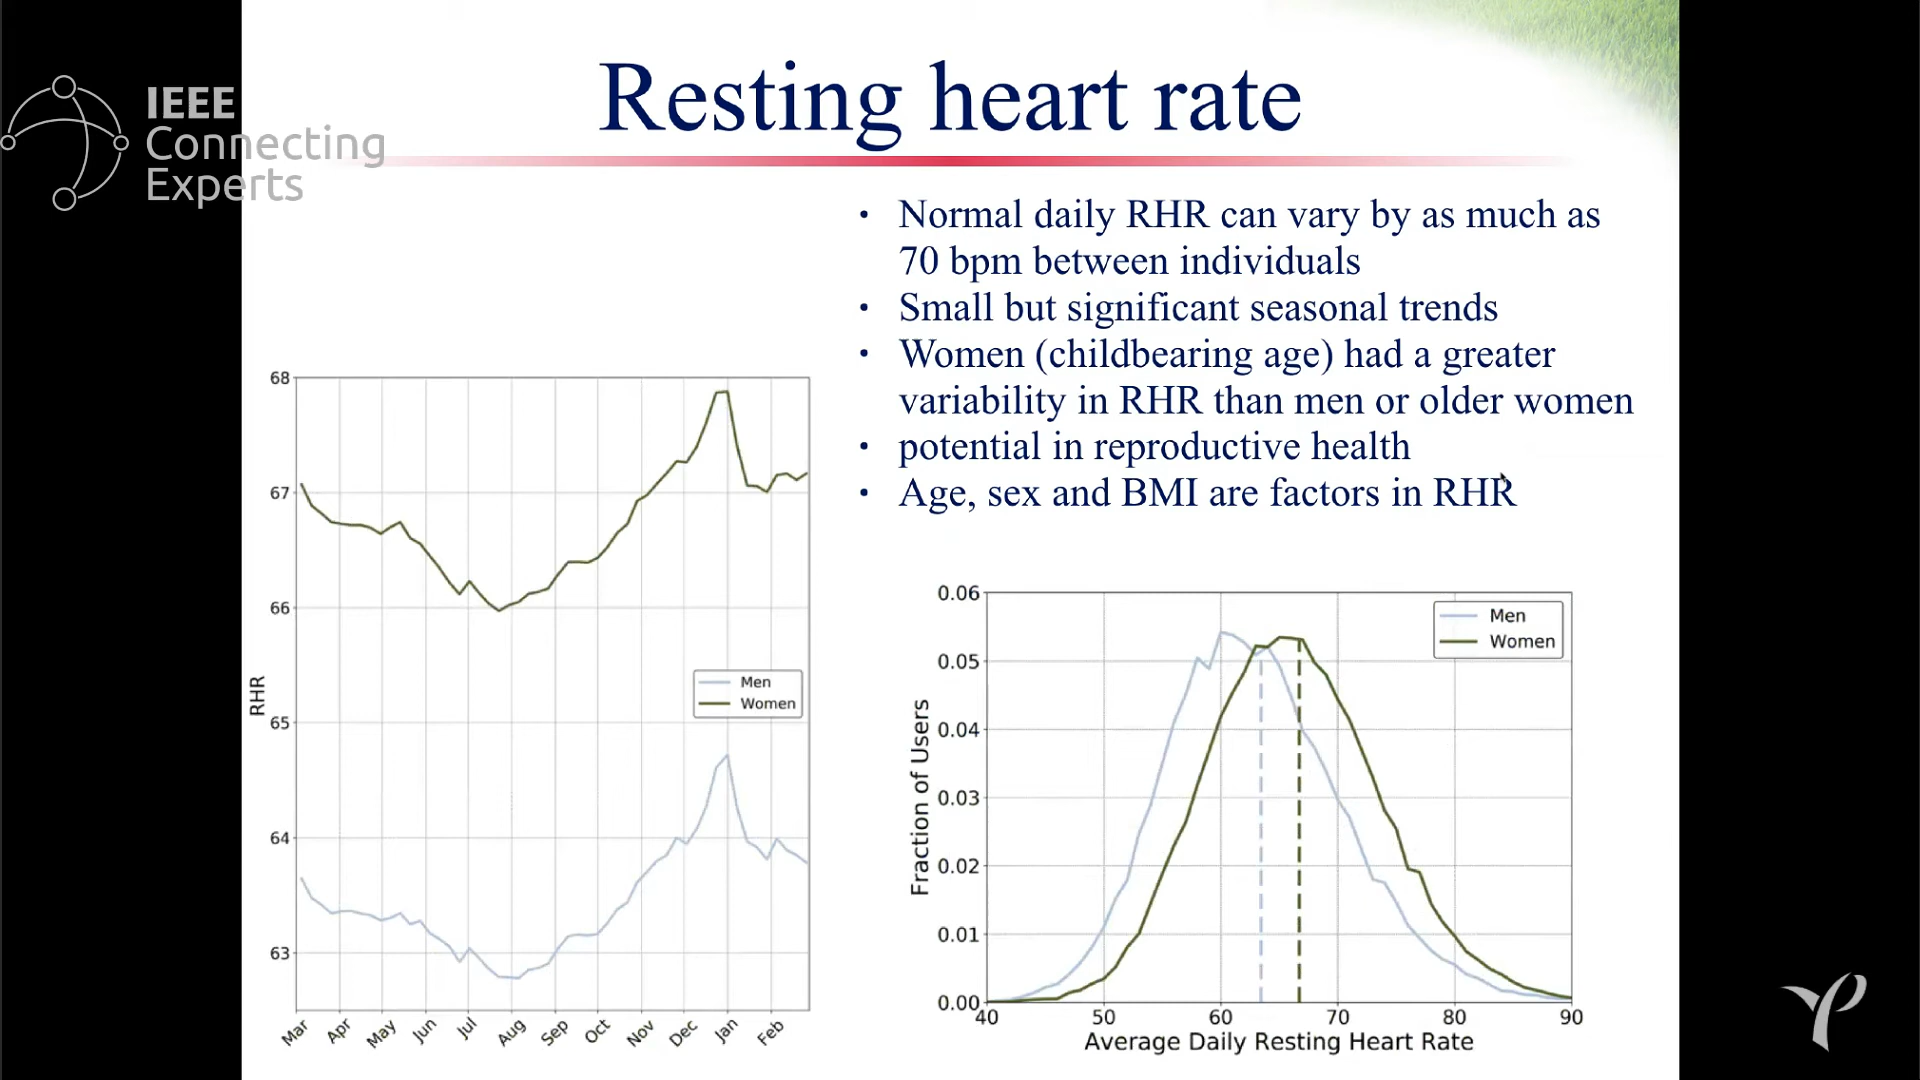 IEEE
Connecting
Experts
Resting heart rate
• Normal daily RHR can vary by as much as
70 bpm between individuals
• Small but significant seasonal trends
• Women (childbearing age) had a greater
variability in RHR than men or older women
• potential in reproductive health
• Age, sex and BMI are factors in RHR
68
67
66
65
64
63
RHR
Men
Women
Mar Apr May Jun Jul Aug Sep Oct Nov Dec Jan Feb
0.06
0.05
0.04
0.03
0.02
0.01
0.00
Fraction of Users
Men
Women
40 50 60 70 80 90
Average Daily Resting Heart Rate